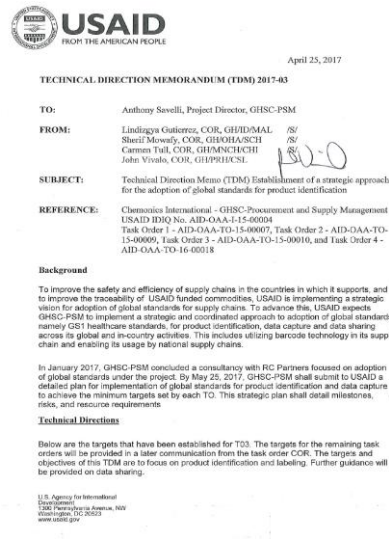 USAID
FROM THE AMERICAN PEOPLE
April 25, 2017
TECHNICAL DIRECTION MEMORANDUM (TDM) 2017-03
TO: Anthony Savelli, Project Director, GHSC-PSM
FROM: Lindizgya Gutierrez, COR, GH/ID/MAL /S/
Sherif Mowafy, COR, GH/OHA/SCH /S/
Carmen Tull, COR, GH/MNCH/CHI /S/
John Vivalo, COR, GH/PRH/CSL
SUBJECT: Technical Direction Memo (TDM) Establishment of a strategic approach
for the adoption of global standards for product identification
REFERENCE: Chemonics International - GHSC-Procurement and Supply Management
USAID IDIQ No. AID-OAA-I-15-00004
Task Order 1 - AID-OAA-TO-15-00007, Task Order 2 - AID-OAA-TO-
15-00009, Task Order 3 - AID-OAA-TO-15-00010, and Task Order 4 -
AID-OAA-TO-16-00018
Background
To improve the safety and efficiency of supply chains in the countries in which it supports, and
to improve the traceability of USAID funded commodities, USAID is implementing a strategic
vision for adoption of global standards for supply chains. To advance this, USAID expects
GHSC-PSM to implement a strategic and coordinated approach to adoption of global standards
namely GS1 healthcare standards, for product identification, data capture and data sharing
across its global and in-country activities. This includes utilizing barcode technology in its supp
chain and enabling its usage by national supply chains.
In January 2017, GHSC-PSM concluded a consultancy with RC Partners focused on adoption
of global standards under the project. By May 25, 2017, GHSC-PSM shall submit to USAID a
detailed plan for implementation of global standards for product identification and data capture
to achieve the minimum targets set by each TO. This strategic plan shall detail milestones,
risks, and resource requirements
Technical Directions
Below are the targets that have been established for T03. The targets for the remaining task
orders will be provided in a later communication from the task order COR. The targets and
objectives of this TDM are to focus on product identification and labeling. Further guidance will
be provided on data sharing.
U.S. Agency for International
Development
1300 Pennsylvania Avenue, NW
Washington, DC 20523
www.usaid.gov